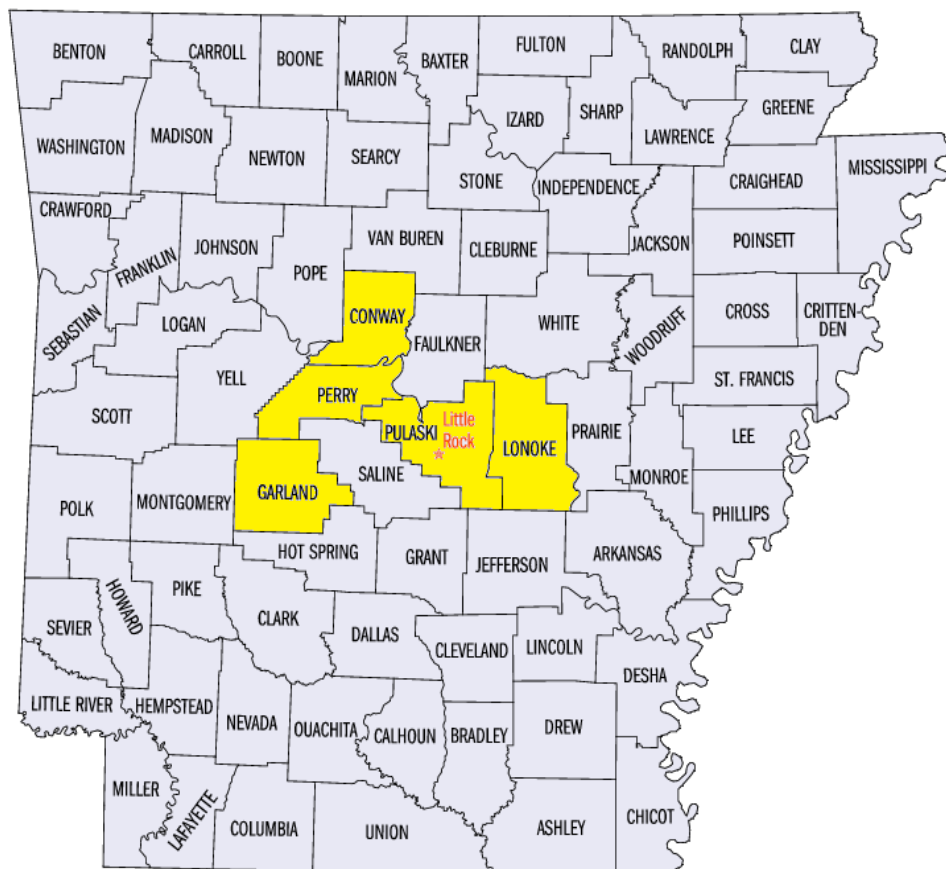 BENTON
CARROLL
BOONE
MARION
BAXTER
FULTON
RANDOLPH
CLAY
IZARD
SHARP
GREENE
LAWRENCE
WASHINGTON
MADISON
NEWTON
SEARCY
STONE
INDEPENDENCE
CRAIGHEAD
MISSISSIPPI
CRAWFORD
FRANKLIN
JOHNSON
POPE
VAN BUREN
CLEBURNE
JACKSON
POINSETT
SEBASTIAN
LOGAN
CONWAY
FAULKNER
WHITE
WOODRUFF
CROSS
CRITTEN-
DEN
SCOTT
YELL
PERRY
PULASKI
Little
Rock
LONOKE
PRAIRIE
ST. FRANCIS
LEE
POLK
MONTGOMERY
GARLAND
SALINE
MONROE
PHILLIPS
HOT SPRING
GRANT
JEFFERSON
ARKANSAS
SEVIER
HOWARD
PIKE
CLARK
DALLAS
CLEVELAND
LINCOLN
DESHA
LITTLE RIVER
HEMPSTEAD
NEVADA
OUACHITA
CALHOUN
BRADLEY
DREW
MILLER
LAFAYETTE
COLUMBIA
UNION
ASHLEY
CHICOT